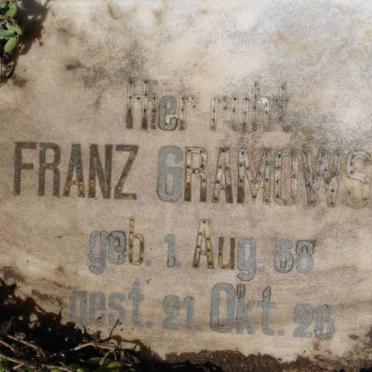 Hier ruht
FRANZ GRAMOWS
geb. 1. Aug. 68
gest. 21. Okt. 26